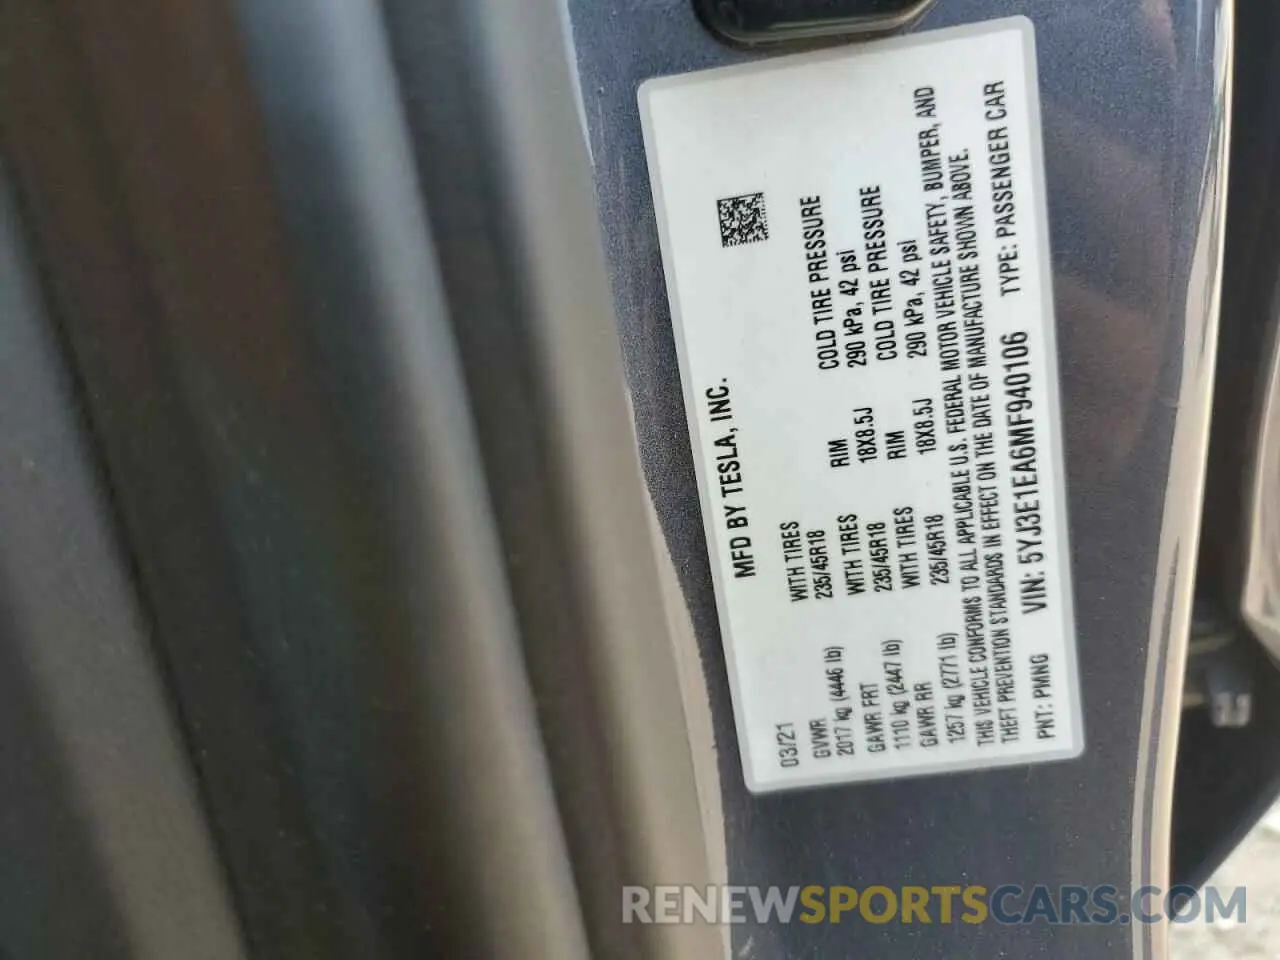 MFD BY TESLA, INC.
03/21
GVWR WITH TIRES RIM COLD TIRE PRESSURE
2017 kg (4446 lb) 235/45R18 18X8.5J 290 kPa, 42 psi
GAWR FRT WITH TIRES RIM COLD TIRE PRESSURE
1110 kg (2447 lb) 235/45R18 18X8.5J 290 kPa, 42 psi
GAWR RR WITH TIRES
1257 kg (2771 lb) 235/45R18
THIS VEHICLE CONFORMS TO ALL APPLICABLE U.S. FEDERAL MOTOR VEHICLE SAFETY, BUMPER, AND
THEFT PREVENTION STANDARDS IN EFFECT ON THE DATE OF MANUFACTURE SHOWN ABOVE.
PNT: PMNG VIN: 5YJ3E1EA6MF940106 TYPE: PASSENGER CAR
RENEWSPORTSCARS.COM